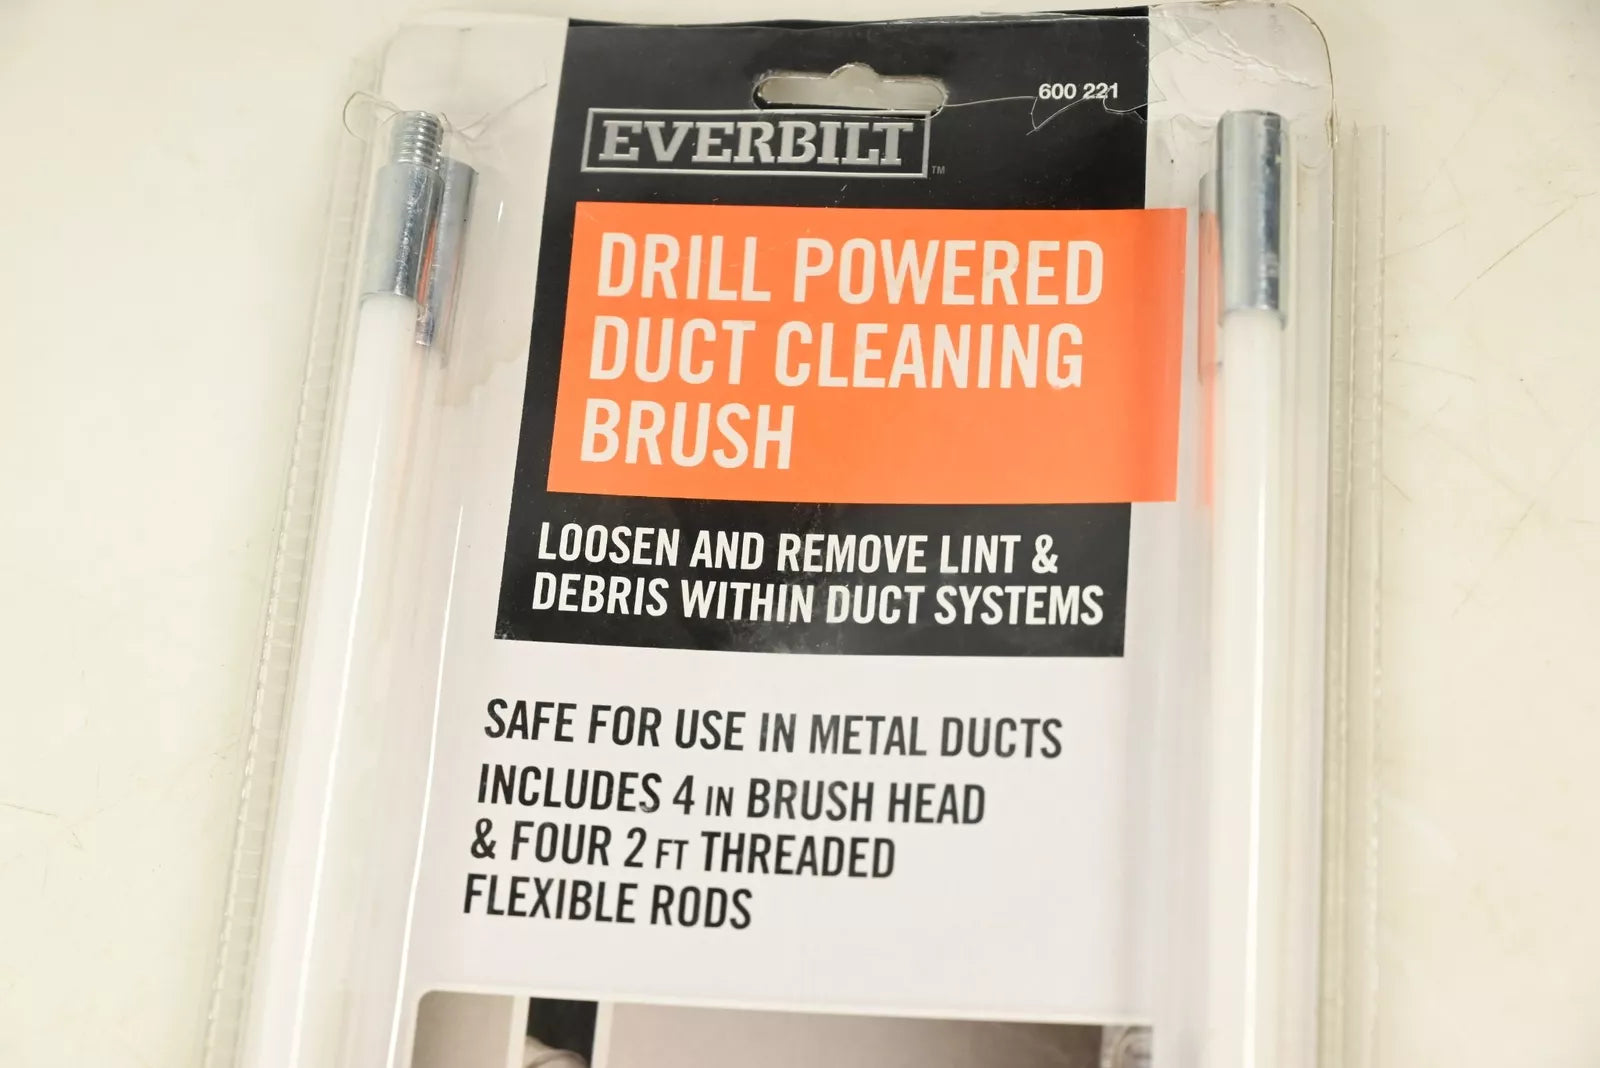 600 221
EVERBILT™
DRILL POWERED
DUCT CLEANING
BRUSH
LOOSEN AND REMOVE LINT &
DEBRIS WITHIN DUCT SYSTEMS
SAFE FOR USE IN METAL DUCTS
INCLUDES 4 IN BRUSH HEAD
& FOUR 2 FT THREADED
FLEXIBLE RODS